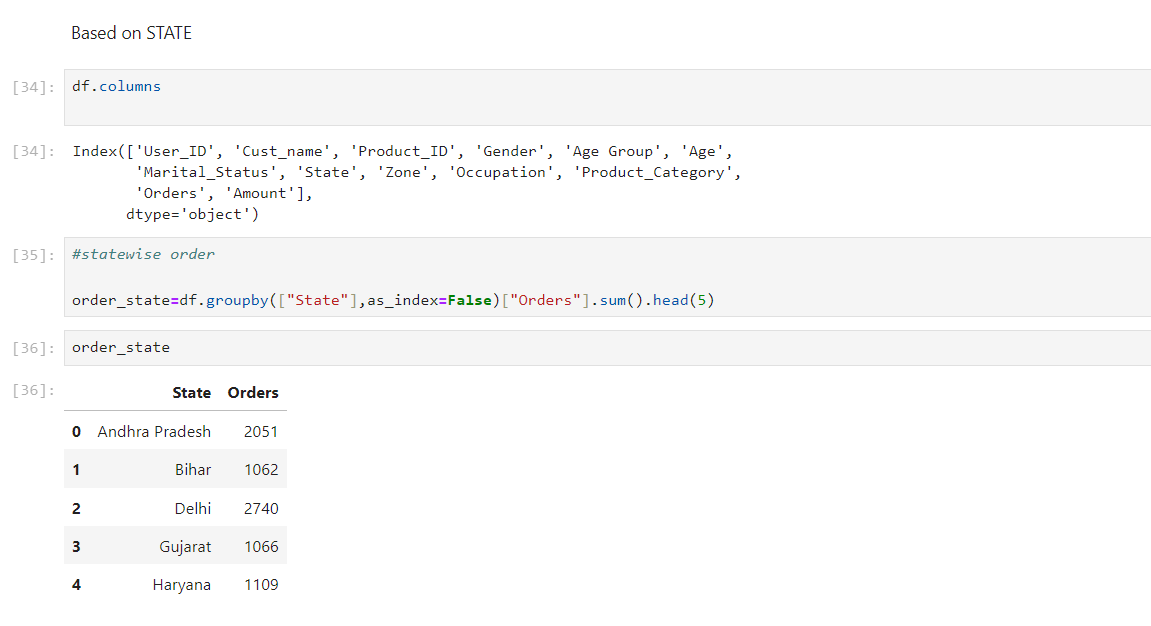 Based on STATE
[34]: df.columns
[34]: Index(['User_ID', 'Cust_name', 'Product_ID', 'Gender', 'Age Group', 'Age',
'Marital_Status', 'State', 'Zone', 'Occupation', 'Product_Category',
'Orders', 'Amount'],
dtype='object')
[35]: #statewise order
order_state=df.groupby(["State"],as_index=False)["Orders"].sum().head(5)
[36]: order_state
[36]: State Orders
0 Andhra Pradesh 2051
1 Bihar 1062
2 Delhi 2740
3 Gujarat 1066
4 Haryana 1109